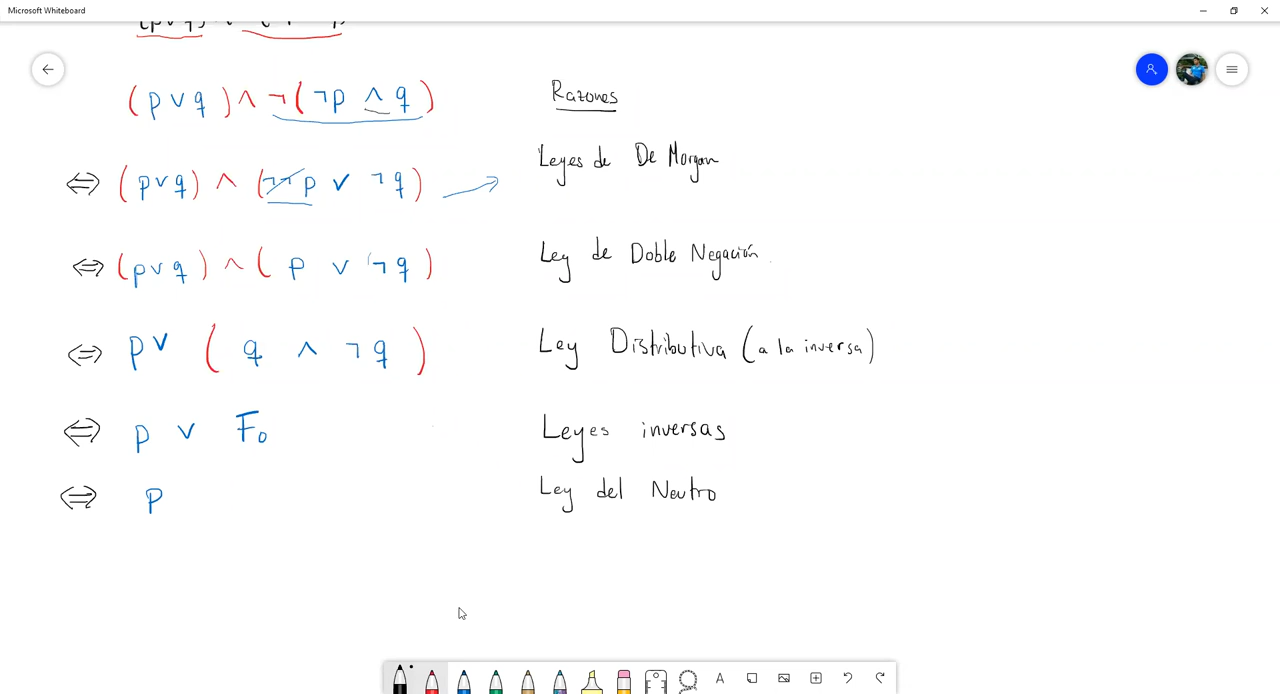 Microsoft Whiteboard
(p ∨ q) ∧ ¬(¬p ∧ q) Razones
⇔ (p∨q) ∧ (¬¬p ∨ ¬q) → Leyes de De Morgan
⇔ (p∨q) ∧ (p ∨ ¬q) Ley de Doble Negación
⇔ p ∨ (q ∧ ¬q) Ley Distributiva (a la inversa)
⇔ p ∨ F₀ Leyes inversas
⇔ p Ley del Neutro
A